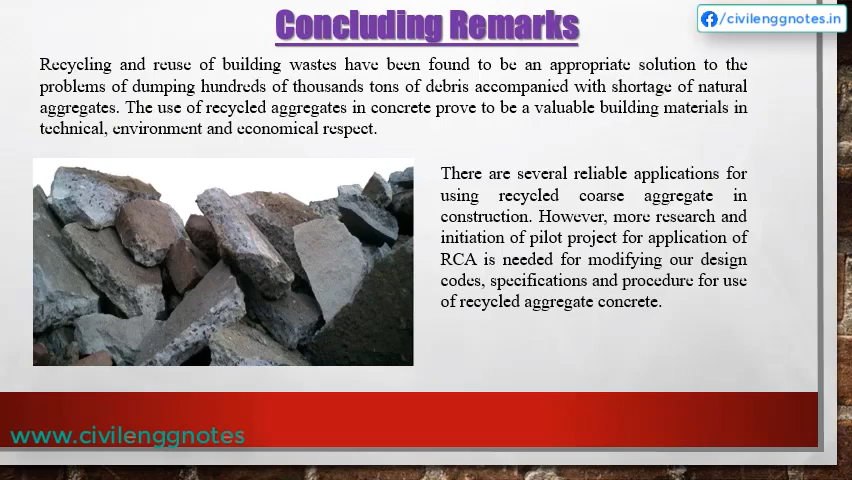 Concluding Remarks
/civilenggnotes.in
Recycling and reuse of building wastes have been found to be an appropriate solution to the
problems of dumping hundreds of thousands tons of debris accompanied with shortage of natural
aggregates. The use of recycled aggregates in concrete prove to be a valuable building materials in
technical, environment and economical respect.
There are several reliable applications for
using recycled coarse aggregate in
construction. However, more research and
initiation of pilot project for application of
RCA is needed for modifying our design
codes, specifications and procedure for use
of recycled aggregate concrete.
www.civilenggnotes